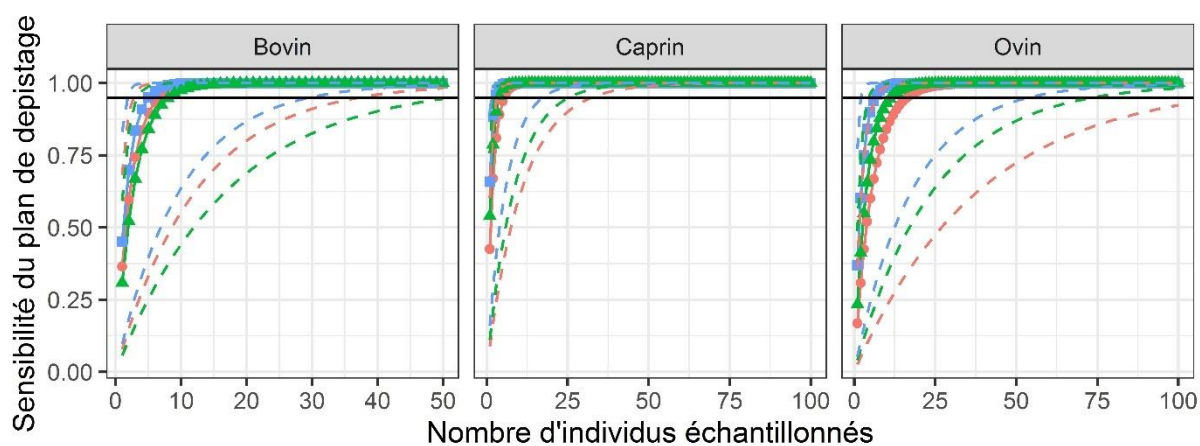 Sensibilité du plan de depistage
Bovin
Caprin
Ovin
1.00
0.75
0.50
0.25
0.00
0 10 20 30 40 50
0 25 50 75 100
0 25 50 75 100
Nombre d'individus échantillonnés